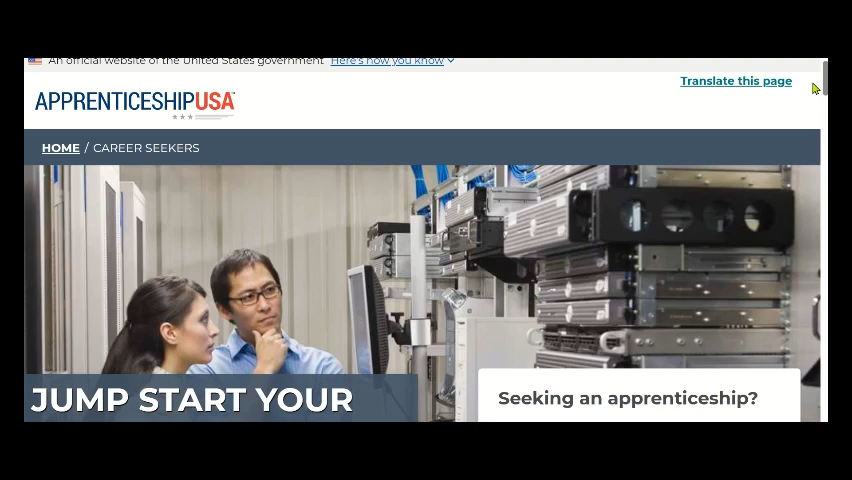 An official website of the United States government Here's how you know
Translate this page
APPRENTICESHIPUSA
HOME / CAREER SEEKERS
JUMP START YOUR
Seeking an apprenticeship?